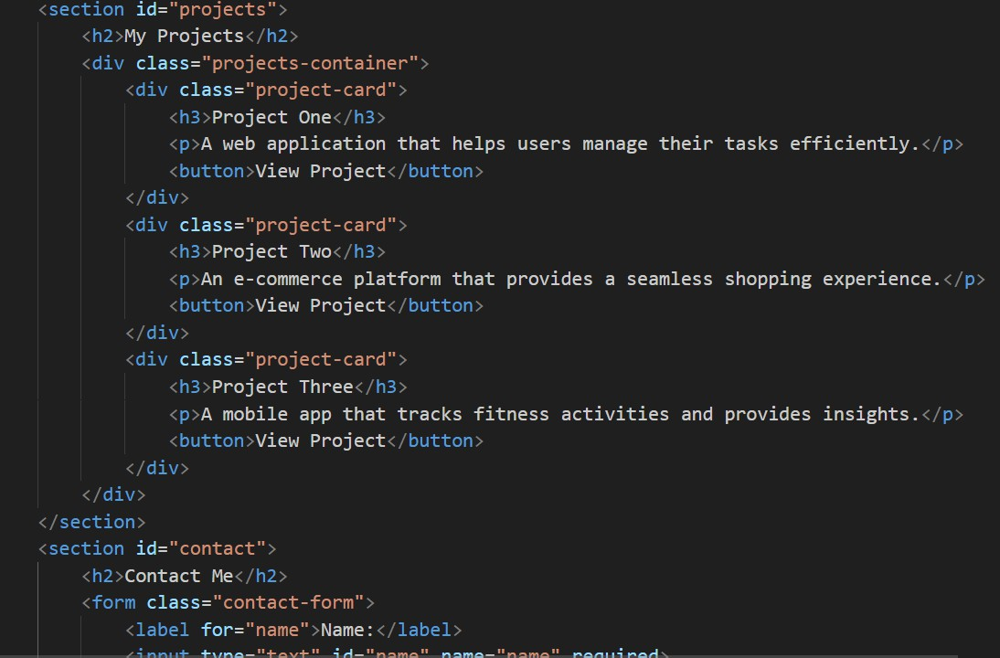 <section id="projects">
<h2>My Projects</h2>
<div class="projects-container">
<div class="project-card">
<h3>Project One</h3>
<p>A web application that helps users manage their tasks efficiently.</p>
<button>View Project</button>
</div>
<div class="project-card">
<h3>Project Two</h3>
<p>An e-commerce platform that provides a seamless shopping experience.</p>
<button>View Project</button>
</div>
<div class="project-card">
<h3>Project Three</h3>
<p>A mobile app that tracks fitness activities and provides insights.</p>
<button>View Project</button>
</div>
</div>
</section>
<section id="contact">
<h2>Contact Me</h2>
<form class="contact-form">
<label for="name">Name:</label>
<input type="text" id="name" name="name" required>